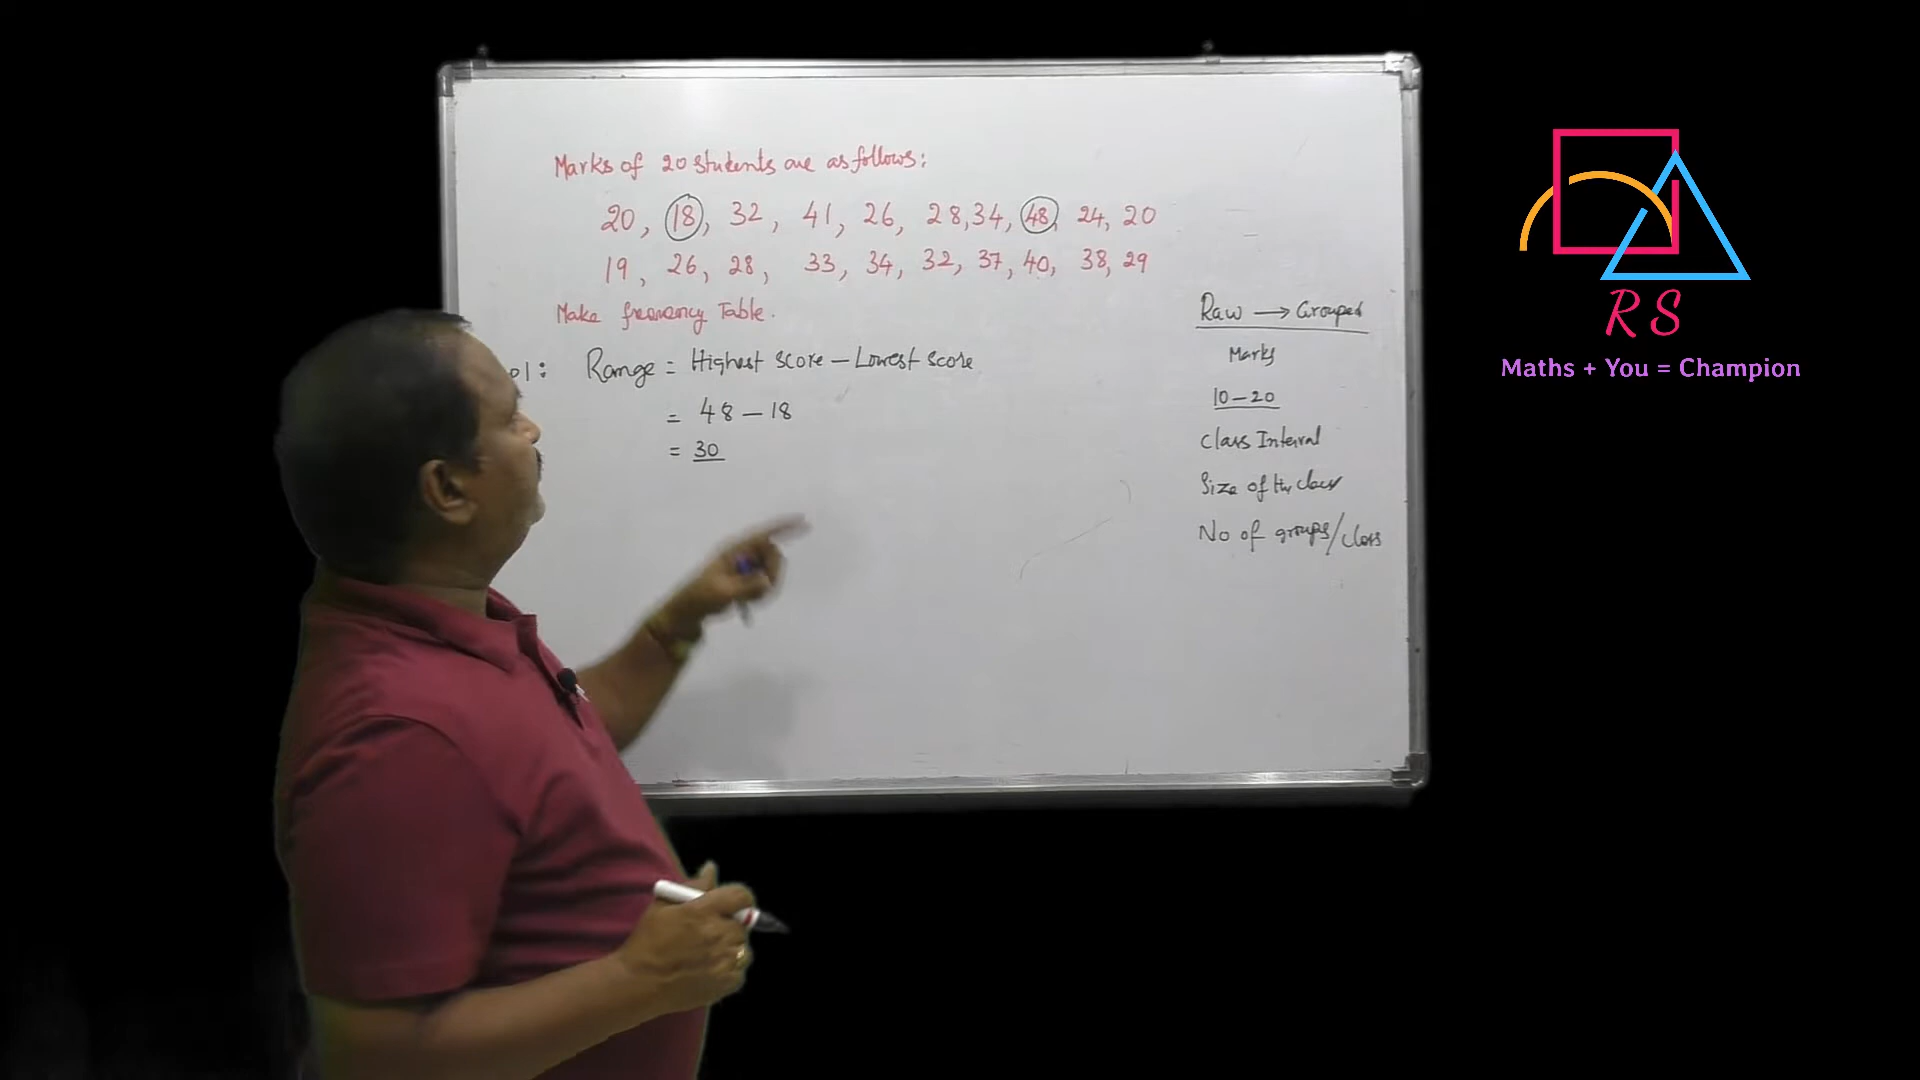 Marks of 20 students are as follows:
20, 18, 32, 41, 26, 28, 34, 48, 24, 20
19, 26, 28, 33, 34, 32, 37, 40, 38, 29
Make frequency Table.
ol: Range = Highest score – Lowest score
= 48 – 18
= 30
Raw → Grouped
Marks
10 – 20
Class Interval
Size of the class
No of groups/class
RS
Maths + You = Champion